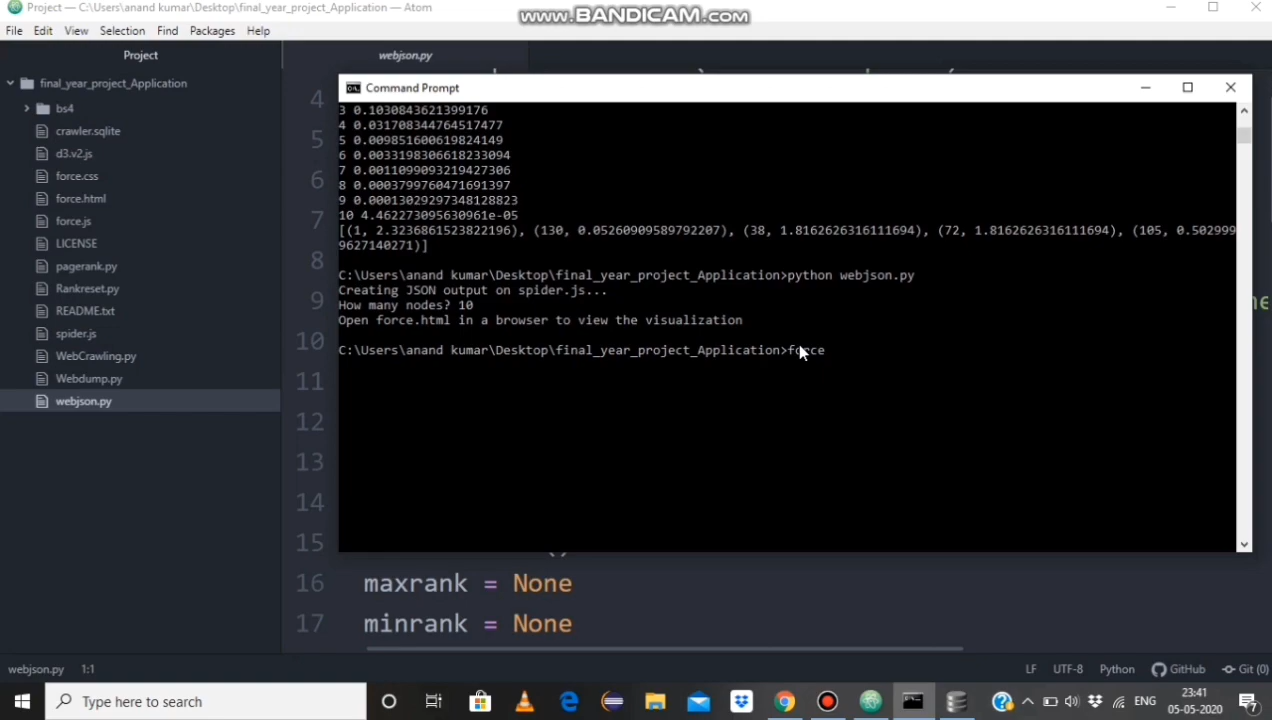 Project — C:\Users\anand kumar\Desktop\final_year_project_Application — Atom
www.BANDICAM.com
File Edit View Selection Find Packages Help
Project
webjson.py
final_year_project_Application
bs4
crawler.sqlite
d3.v2.js
force.css
force.html
force.js
LICENSE
pagerank.py
Rankreset.py
README.txt
spider.js
WebCrawling.py
Webdump.py
webjson.py
4
5
6
7
8
9
10
11
12
13
14
15
16 maxrank = None
17 minrank = None
Command Prompt
3 0.1030843621399176
4 0.031708344764517477
5 0.009851600619824149
6 0.0033198306618233094
7 0.0011099093219427306
8 0.0003799760471691397
9 0.00013029297348128823
10 4.462273095630961e-05
[(1, 2.3236861523822196), (130, 0.05260909589792207), (38, 1.8162626316111694), (72, 1.8162626316111694), (105, 0.502999
9627140271)]
C:\Users\anand kumar\Desktop\final_year_project_Application>python webjson.py
Creating JSON output on spider.js...
How many nodes? 10
Open force.html in a browser to view the visualization
C:\Users\anand kumar\Desktop\final_year_project_Application>force
webjson.py 1:1
LF UTF-8 Python GitHub Git (0)
Type here to search
ENG
23:41
05-05-2020
7